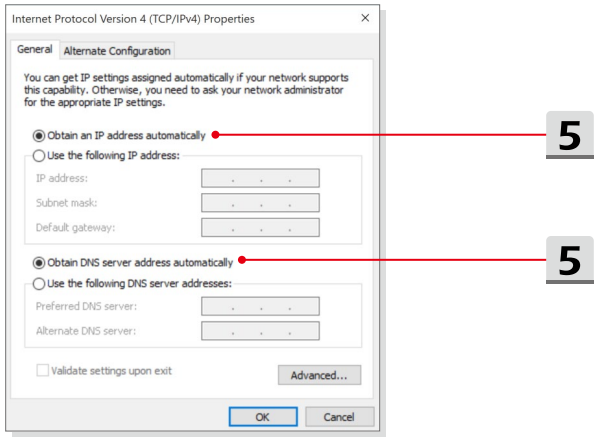 Internet Protocol Version 4 (TCP/IPv4) Properties
General
Alternate Configuration
You can get IP settings assigned automatically if your network supports
this capability. Otherwise, you need to ask your network administrator
for the appropriate IP settings.
Obtain an IP address automatically
5
Use the following IP address:
IP address:
Subnet mask:
Default gateway:
Obtain DNS server address automatically
5
Use the following DNS server addresses:
Preferred DNS server:
Alternate DNS server:
Validate settings upon exit
Advanced...
OK
Cancel